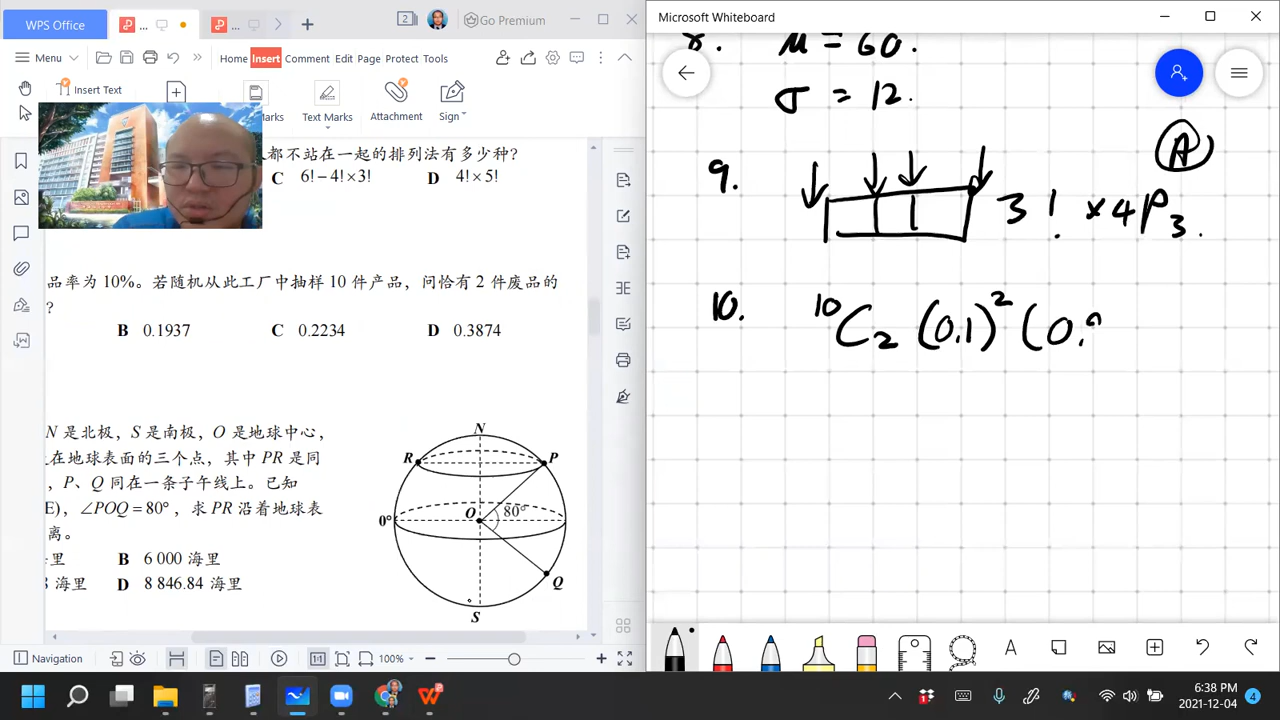 WPS Office
2
Go Premium
Menu
Home Insert Comment Edit Page Protect Tools
Insert Text
Text Marks
Attachment
Sign
都不站在一起的排列法有多少种？
C 6!−4!×3! D 4!×5!
品率为 10%。若随机从此工厂中抽样 10 件产品，问恰有 2 件废品的
？
B 0.1937 C 0.2234 D 0.3874
N 是北极，S 是南极，O 是地球中心，
在地球表面的三个点，其中 PR 是同
，P、Q 同在一条子午线上。已知
E)，∠POQ = 80°，求 PR 沿着地球表
离。
B 6 000 海里
海里 D 8 846.84 海里
N
R P
O 80°
0°
Q
S
Navigation
100%
Microsoft Whiteboard
μ = 60.
σ = 12.
A
9. 3! × 4P3.
10. 10C2 (0.1)^2 (0.
6:38 PM
2021-12-04
4